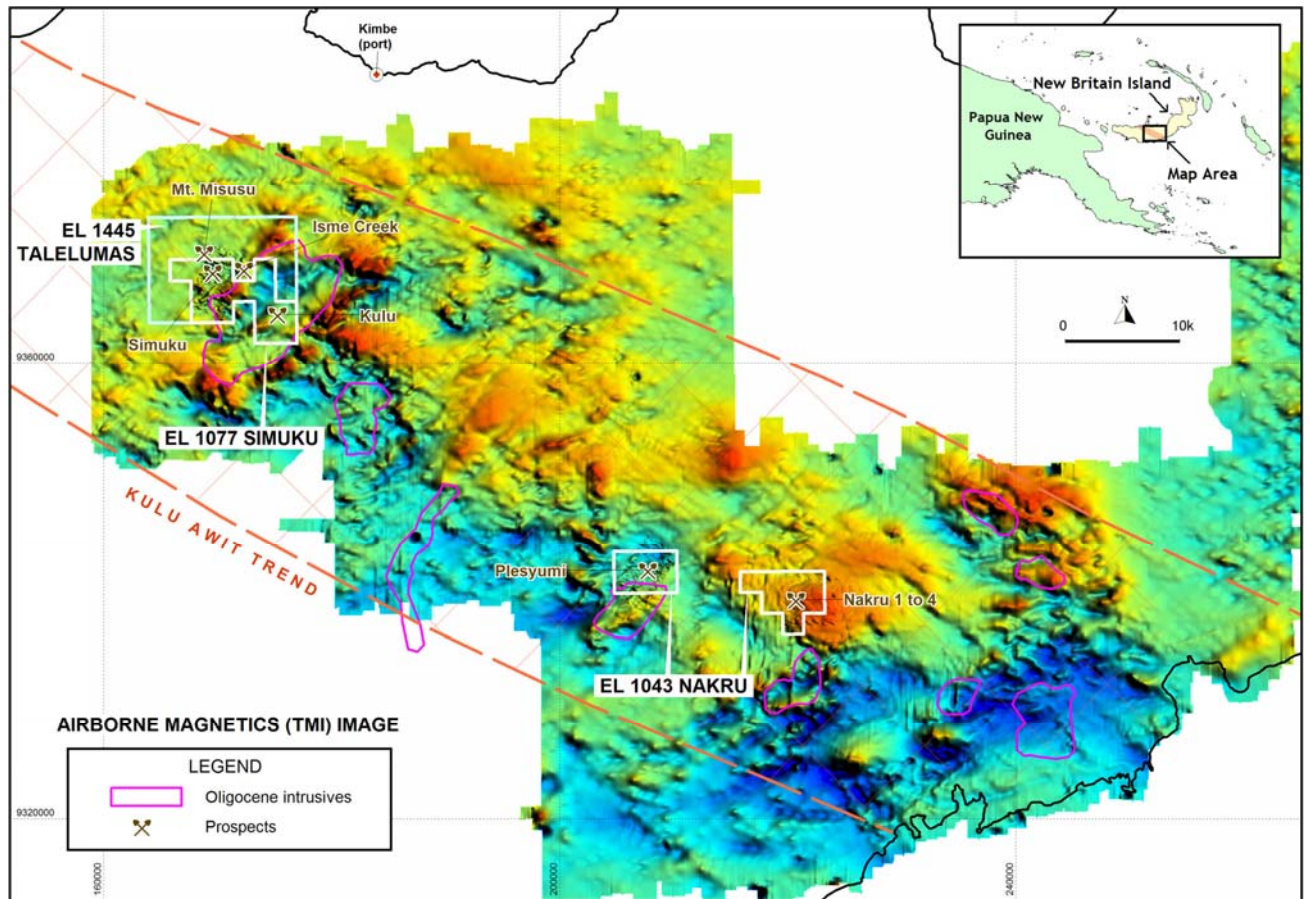 Kimbe
(port)
New Britain Island
Papua New
Guinea
Map Area
Mt. Misusu
Isme Creek
EL 1445
TALELUMAS
Simuku
Kulu
N
0 10k
9360000
EL 1077 SIMUKU
KULU AWIT TREND
Plesyumi
Nakru 1 to 4
EL 1043 NAKRU
AIRBORNE MAGNETICS (TMI) IMAGE
LEGEND
Oligocene intrusives
Prospects
9320000
160000
200000
240000